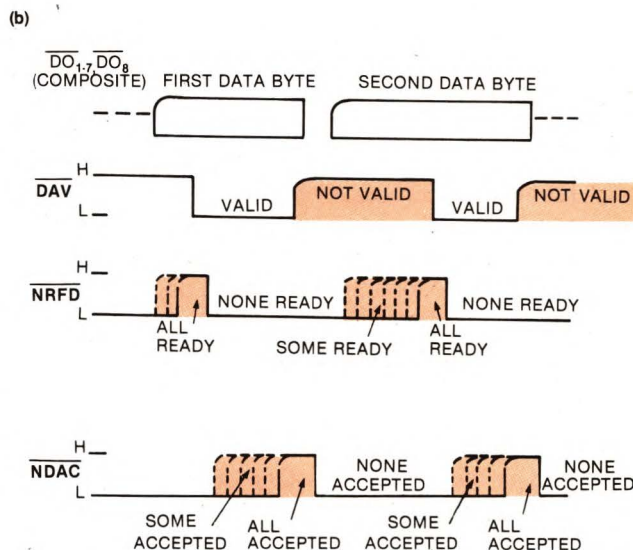 (b)
DO1-7, DO8
(COMPOSITE)
FIRST DATA BYTE
SECOND DATA BYTE
H
DAV
L
VALID
NOT VALID
VALID
NOT VALID
H
NRFD
L
ALL
READY
NONE READY
SOME READY
ALL
READY
NONE READY
H
NDAC
L
SOME
ACCEPTED
ALL
ACCEPTED
NONE
ACCEPTED
SOME
ACCEPTED
ALL
ACCEPTED
NONE
ACCEPTED